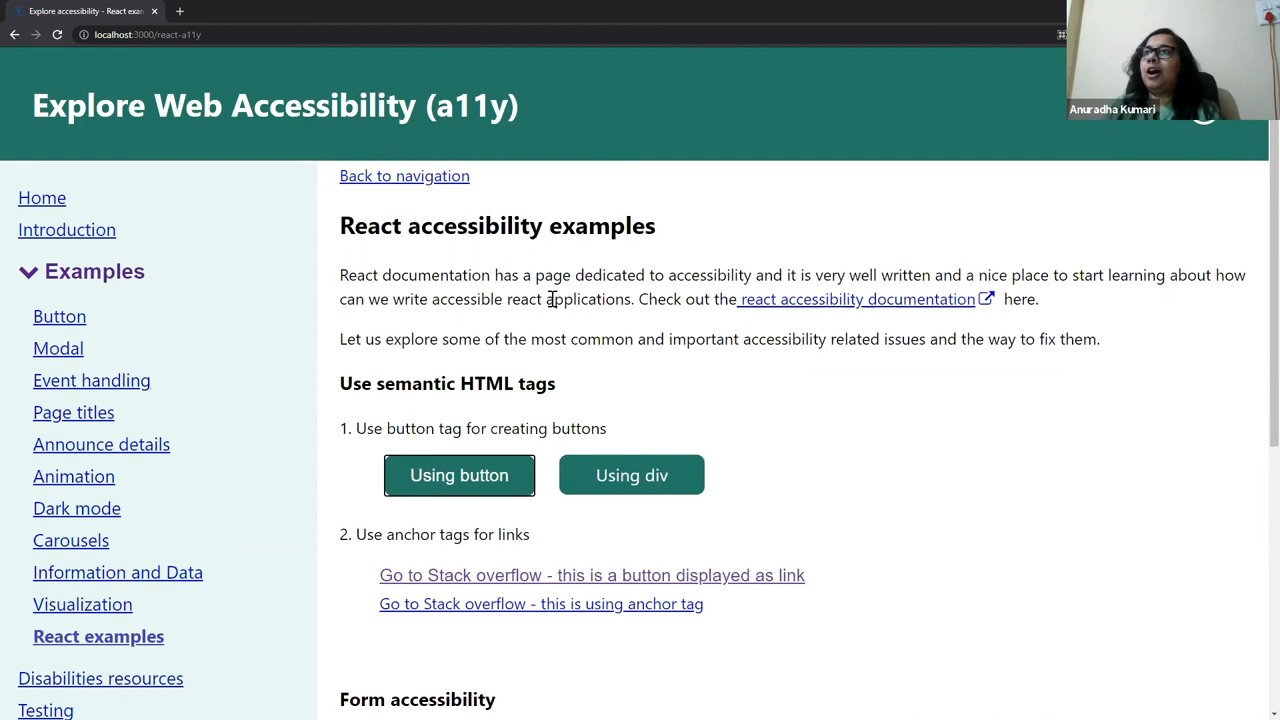 Explore accessibility - React exam
localhost:3000/react-a11y
Anuradha Kumari
Explore Web Accessibility (a11y)
Home
Introduction
Examples
Button
Modal
Event handling
Page titles
Announce details
Animation
Dark mode
Carousels
Information and Data
Visualization
React examples
Disabilities resources
Testing
Back to navigation
React accessibility examples
React documentation has a page dedicated to accessibility and it is very well written and a nice place to start learning about how
can we write accessible react applications. Check out the react accessibility documentation here.
Let us explore some of the most common and important accessibility related issues and the way to fix them.
Use semantic HTML tags
1. Use button tag for creating buttons
Using button Using div
2. Use anchor tags for links
Go to Stack overflow - this is a button displayed as link
Go to Stack overflow - this is using anchor tag
Form accessibility